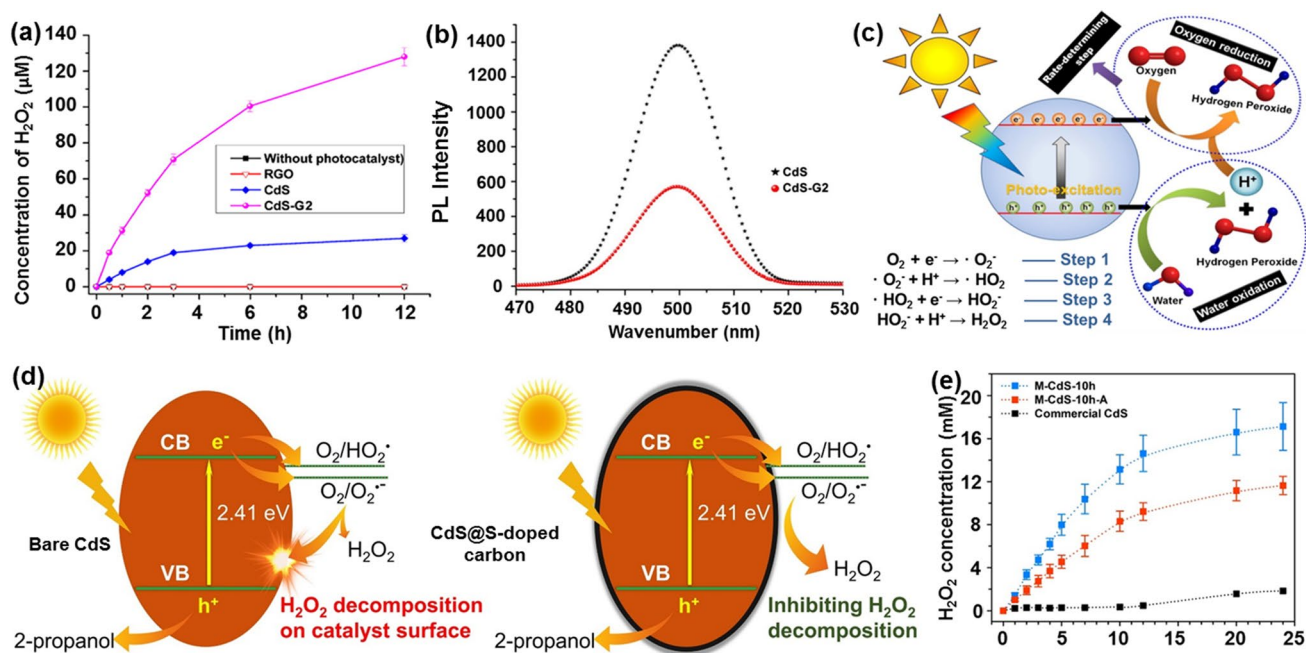 (a)
Concentration of H₂O₂ (µM)
140
120
100
80
60
40
20
0
Without photocatalyst)
RGO
CdS
CdS-G2
0
2
4
6
8
10
12
Time (h)
(b)
PL Intensity
1400
1200
1000
800
600
400
200
0
CdS
CdS-G2
470
480
490
500
510
520
530
Wavenumber (nm)
(c)
Rate-determining
step
Oxygen reduction
Oxygen
Hydrogen Peroxide
e⁻ e⁻ e⁻ e⁻ e⁻
Photo-excitation
h⁺ h⁺ h⁺ h⁺ h⁺
H⁺
+
Hydrogen Peroxide
Water
Water oxidation
O₂ + e⁻ → · O₂⁻ Step 1
· O₂⁻ + H⁺ → · HO₂ Step 2
· HO₂ + e⁻ → HO₂⁻ Step 3
HO₂⁻ + H⁺ → H₂O₂ Step 4
(d)
CB e⁻
O₂/HO₂•
O₂/O₂•⁻
2.41 eV
Bare CdS
H₂O₂
VB
h⁺
H₂O₂ decomposition
on catalyst surface
2-propanol
CB e⁻
O₂/HO₂•
O₂/O₂•⁻
2.41 eV
CdS@S-doped
carbon
H₂O₂
VB
h⁺
Inhibiting H₂O₂
decomposition
2-propanol
(e)
H₂O₂ concentration (mM)
20
16
12
8
4
0
M-CdS-10h
M-CdS-10h-A
Commercial CdS
0
5
10
15
20
25